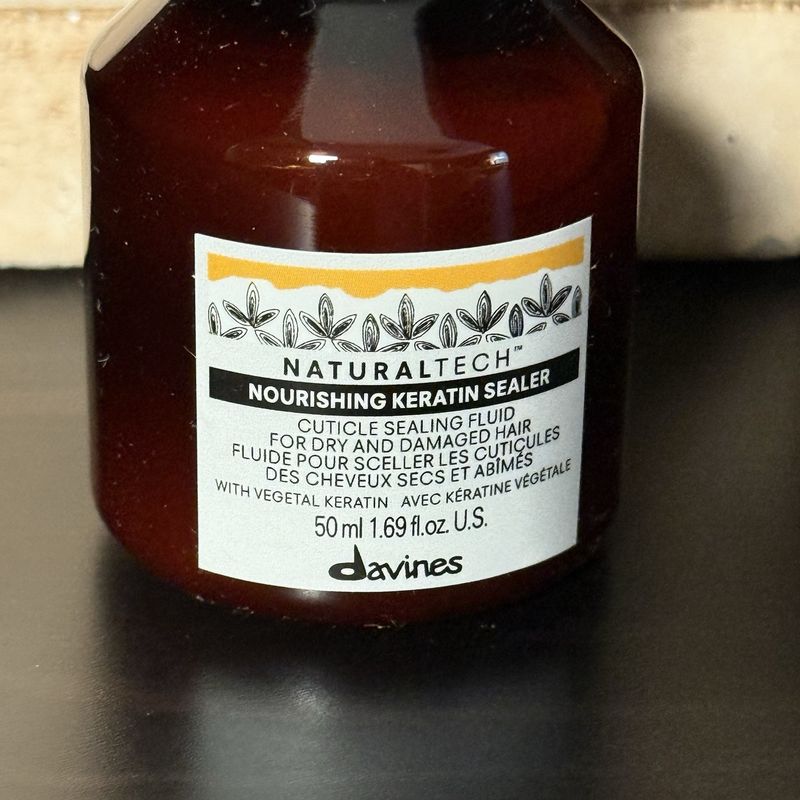 NATURALTECH™
NOURISHING KERATIN SEALER
CUTICLE SEALING FLUID
FOR DRY AND DAMAGED HAIR
FLUIDE POUR SCELLER LES CUTICULES
DES CHEVEUX SECS ET ABÎMÉS
WITH VEGETAL KERATIN AVEC KÉRATINE VÉGÉTALE
50 ml 1.69 fl.oz. U.S.
davines